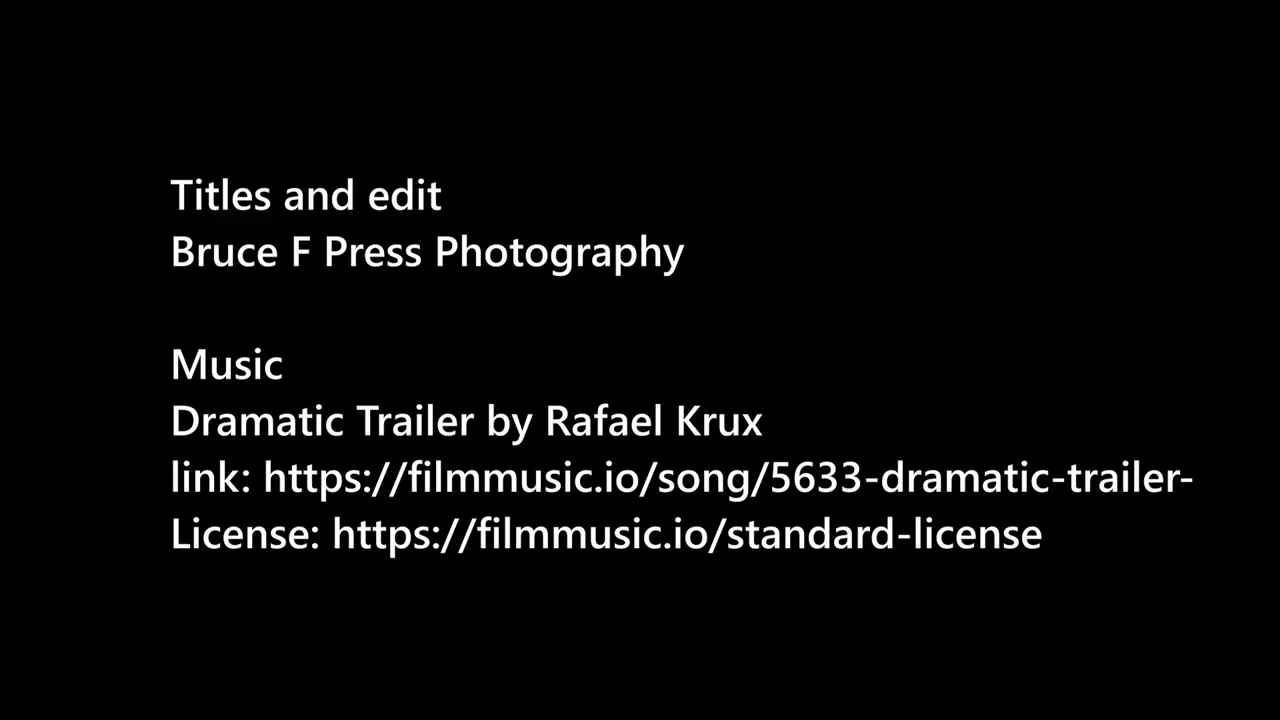 Titles and edit
Bruce F Press Photography
Music
Dramatic Trailer by Rafael Krux
link: https://filmmusic.io/song/5633-dramatic-trailer-
License: https://filmmusic.io/standard-license